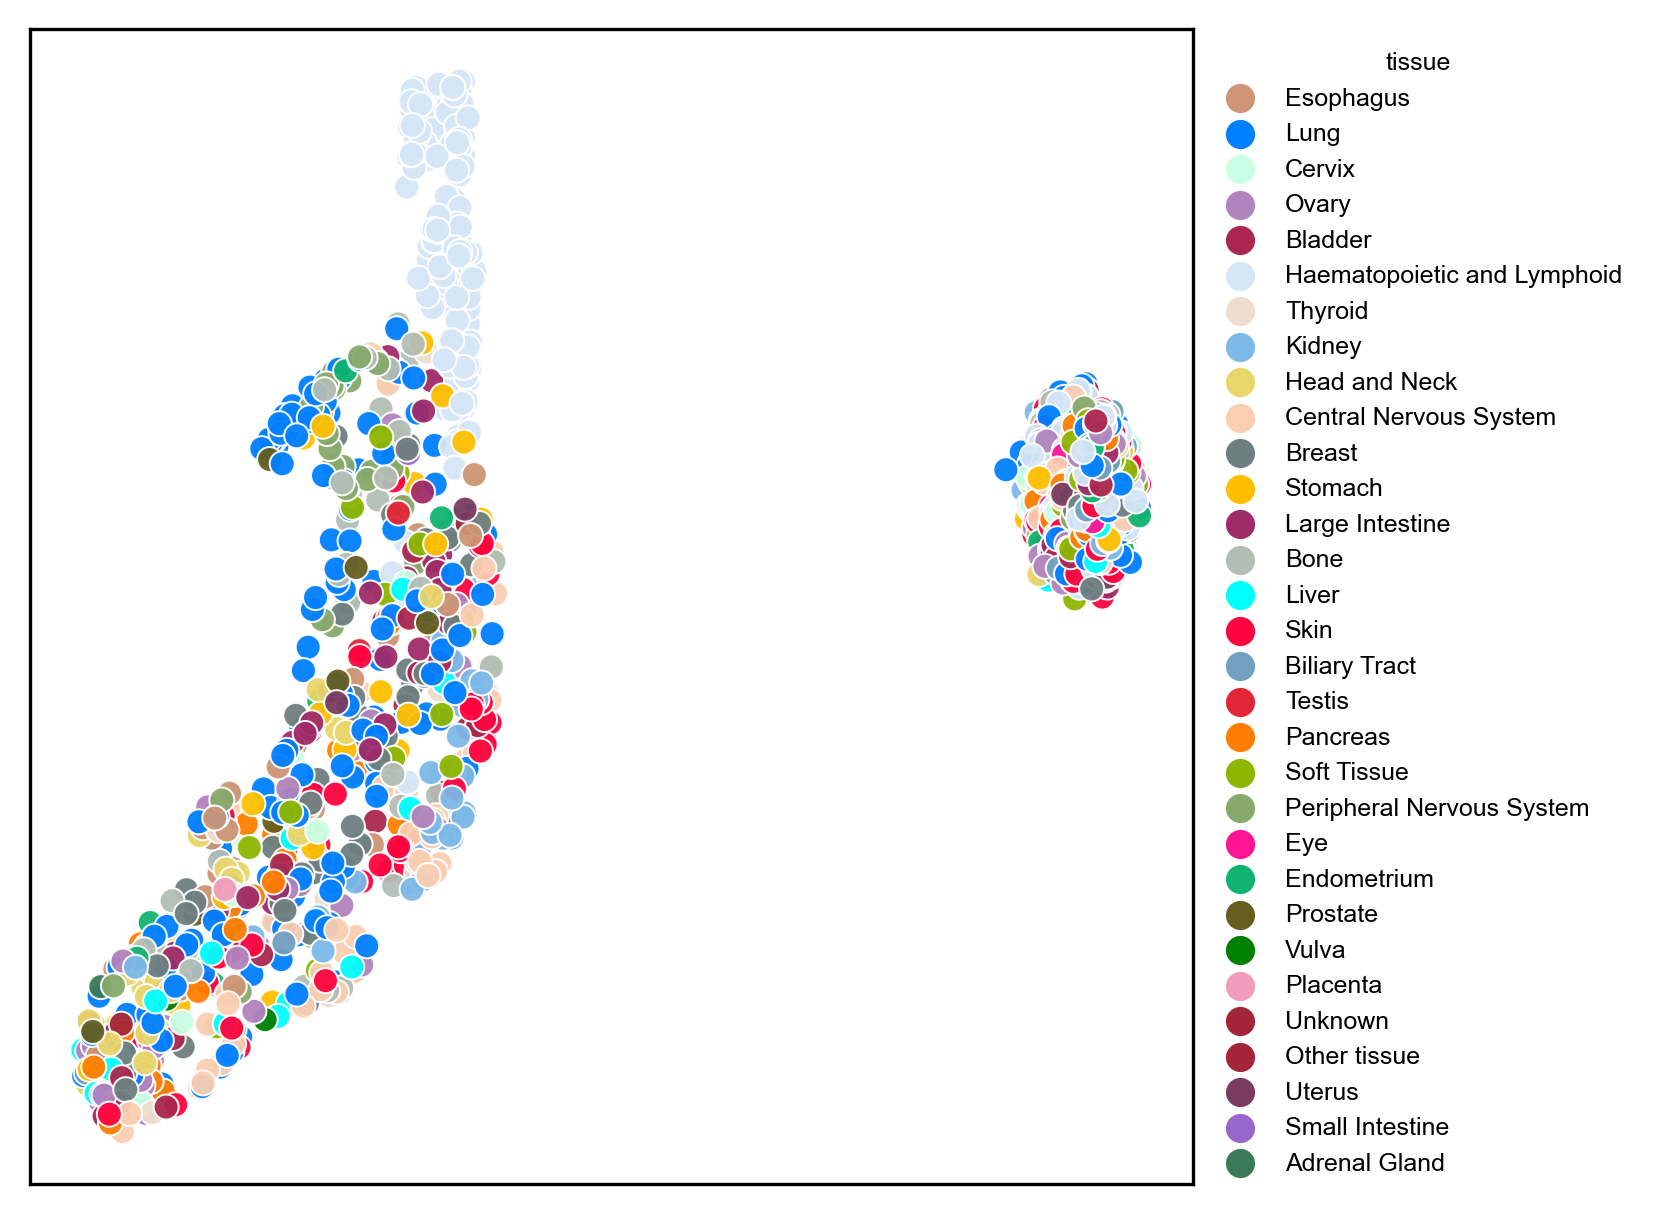 tissue
Esophagus
Lung
Cervix
Ovary
Bladder
Haematopoietic and Lymphoid
Thyroid
Kidney
Head and Neck
Central Nervous System
Breast
Stomach
Large Intestine
Bone
Liver
Skin
Biliary Tract
Testis
Pancreas
Soft Tissue
Peripheral Nervous System
Eye
Endometrium
Prostate
Vulva
Placenta
Unknown
Other tissue
Uterus
Small Intestine
Adrenal Gland